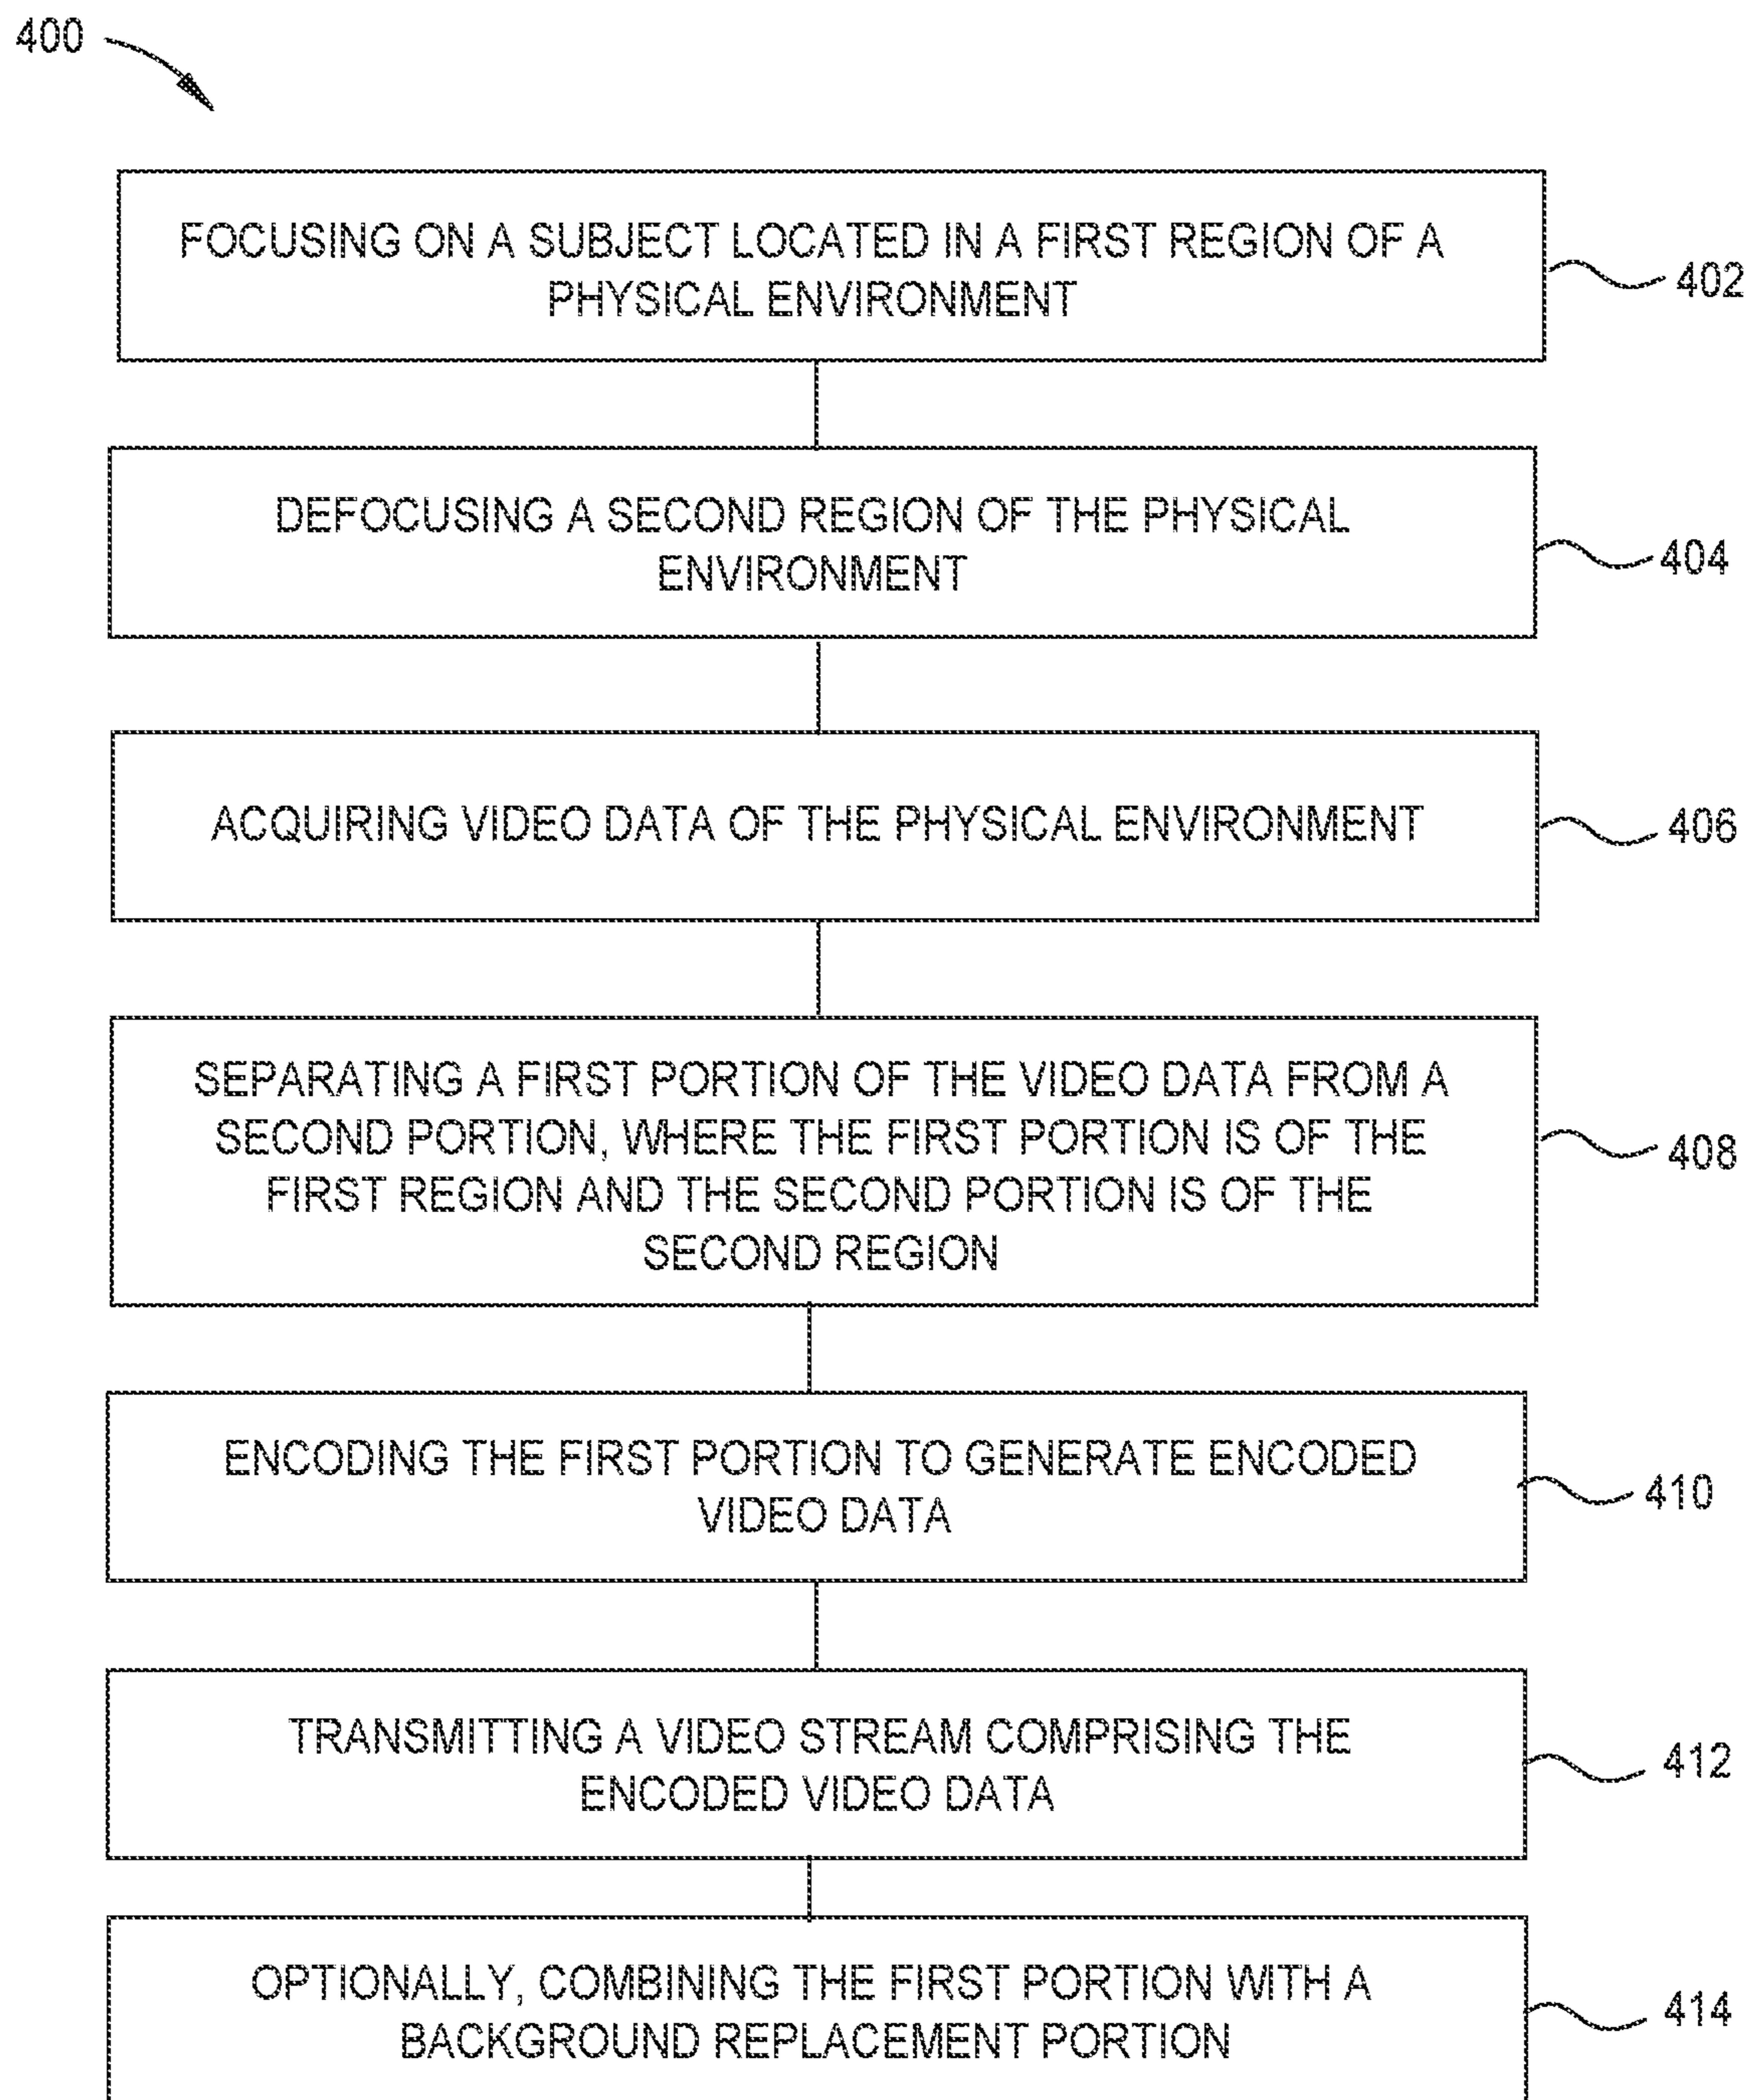 400
FOCUSING ON A SUBJECT LOCATED IN A FIRST REGION OF A
PHYSICAL ENVIRONMENT
402
DEFOCUSING A SECOND REGION OF THE PHYSICAL
ENVIRONMENT
404
ACQUIRING VIDEO DATA OF THE PHYSICAL ENVIRONMENT
406
SEPARATING A FIRST PORTION OF THE VIDEO DATA FROM A
SECOND PORTION, WHERE THE FIRST PORTION IS OF THE
FIRST REGION AND THE SECOND PORTION IS OF THE
SECOND REGION
408
ENCODING THE FIRST PORTION TO GENERATE ENCODED
VIDEO DATA
410
TRANSMITTING A VIDEO STREAM COMPRISING THE
ENCODED VIDEO DATA
412
OPTIONALLY, COMBINING THE FIRST PORTION WITH A
BACKGROUND REPLACEMENT PORTION
414